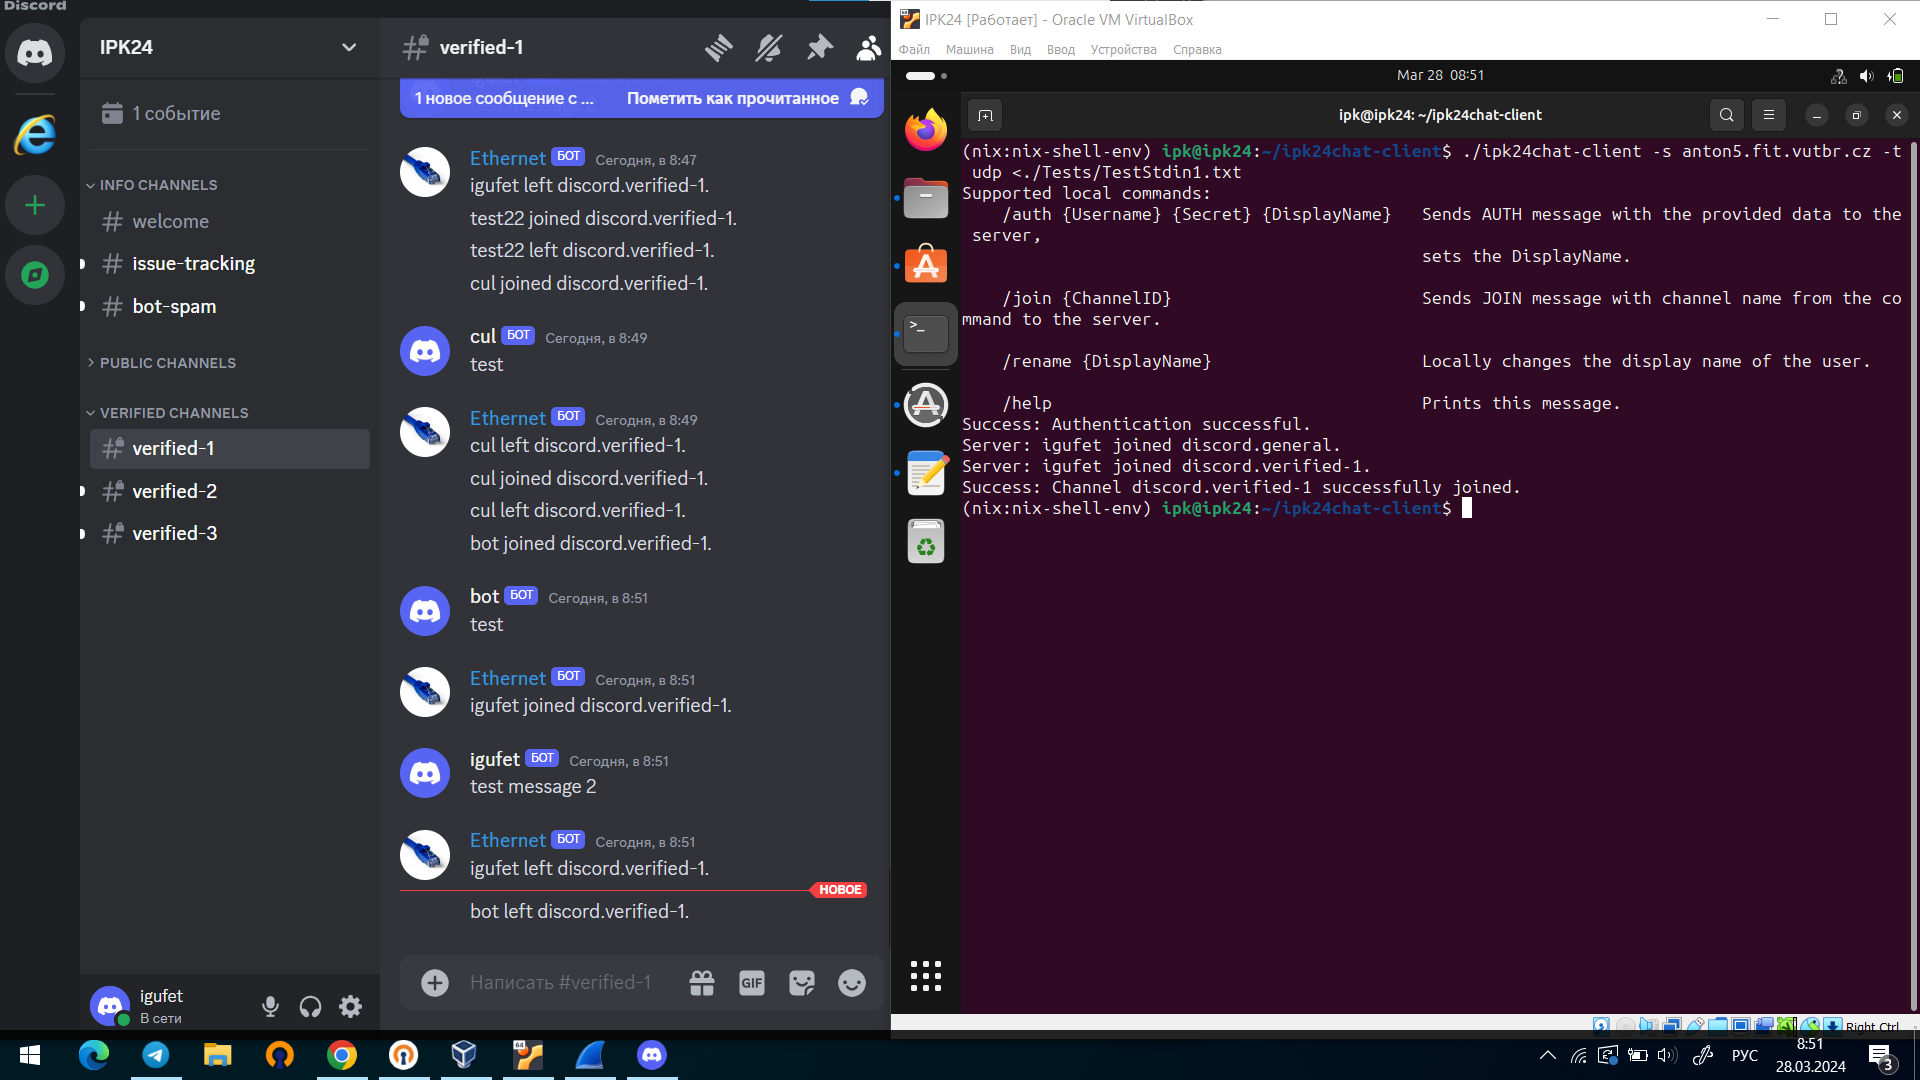 Discord
IPK24
1 событие
INFO CHANNELS
welcome
issue-tracking
bot-spam
PUBLIC CHANNELS
VERIFIED CHANNELS
verified-1
verified-2
verified-3
igufet
В сети
verified-1
1 новое сообщение с ... Пометить как прочитанное
Ethernet БОТ Сегодня, в 8:47
igufet left discord.verified-1.
test22 joined discord.verified-1.
test22 left discord.verified-1.
cul joined discord.verified-1.
cul БОТ Сегодня, в 8:49
test
Ethernet БОТ Сегодня, в 8:49
cul left discord.verified-1.
cul joined discord.verified-1.
cul left discord.verified-1.
bot joined discord.verified-1.
bot БОТ Сегодня, в 8:51
test
Ethernet БОТ Сегодня, в 8:51
igufet joined discord.verified-1.
igufet БОТ Сегодня, в 8:51
test message 2
Ethernet БОТ Сегодня, в 8:51
igufet left discord.verified-1.
НОВОЕ
bot left discord.verified-1.
Написать #verified-1
GIF
IPK24 [Работает] - Oracle VM VirtualBox
Файл Машина Вид Ввод Устройства Справка
Mar 28 08:51
ipk@ipk24: ~/ipk24chat-client
(nix:nix-shell-env) ipk@ipk24:~/ipk24chat-client$ ./ipk24chat-client -s anton5.fit.vutbr.cz -t
udp <./Tests/TestStdin1.txt
Supported local commands:
/auth {Username} {Secret} {DisplayName} Sends AUTH message with the provided data to the
server,
sets the DisplayName.
/join {ChannelID} Sends JOIN message with channel name from the co
mmand to the server.
/rename {DisplayName} Locally changes the display name of the user.
/help Prints this message.
Success: Authentication successful.
Server: igufet joined discord.general.
Server: igufet joined discord.verified-1.
Success: Channel discord.verified-1 successfully joined.
(nix:nix-shell-env) ipk@ipk24:~/ipk24chat-client$
Right Ctrl
64
РУС
8:51
28.03.2024
3